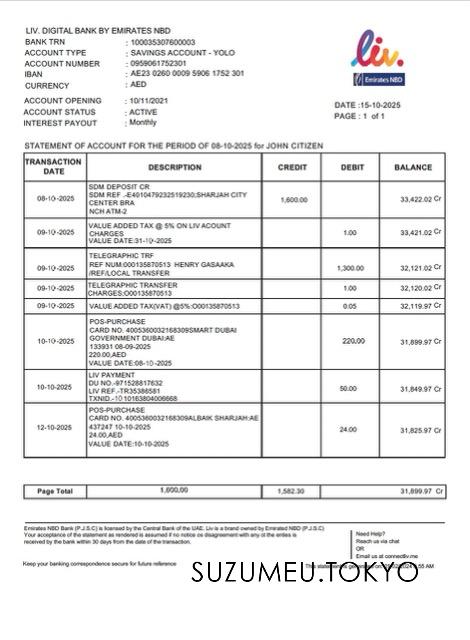 LIV. DIGITAL BANK BY EMIRATES NBD
BANK TRN : 100035307600003
ACCOUNT TYPE : SAVINGS ACCOUNT - YOLO
ACCOUNT NUMBER : 0959061752301
IBAN : AE23 0260 0009 5906 1752 301
CURRENCY : AED
ACCOUNT OPENING : 10/11/2021
ACCOUNT STATUS : ACTIVE
INTEREST PAYOUT : Monthly
liv.
Emirates NBD
DATE :15-10-2025
PAGE : 1 of 1
STATEMENT OF ACCOUNT FOR THE PERIOD OF 08-10-2025 for JOHN CITIZEN
TRANSACTION DATE DESCRIPTION CREDIT DEBIT BALANCE
08-10-2025 1,600.00 33,422.02 Cr
SDM DEPOSIT CR
SDM REF .-E4010479232519230;SHARJAH CITY
CENTER BRA
NCH ATM-2
09-10-2025 1.00 33,421.02 Cr
VALUE ADDED TAX @ 5% ON LIV ACOUNT
CHARGES
VALUE DATE:31-10-2025
09-10-2025 1,300.00 32,121.02 Cr
TELEGRAPHIC TRF
REF NUM:000135870513 HENRY GASAAKA
/REF/LOCAL TRANSFER
09-10-2025 1.00 32,120.02 Cr
TELEGRAPHIC TRANSFER
CHARGES:O00135870513
09-10-2025 VALUE ADDED TAX(VAT) @5%:O00135870513 0.05 32,119.97 Cr
10-10-2025 220.00 31,899.97 Cr
POS-PURCHASE
CARD NO. 4005360032168309SMART DUBAI
GOVERNMENT DUBAI:AE
133931 08-09-2025
220.00,AED
VALUE DATE:08-10-2025
10-10-2025 50.00 31,849.97 Cr
LIV PAYMENT
DU NO.-971528817632
LIV REF.-TR35386581
TXNID.-1010163804006668
12-10-2025 24.00 31,825.97 Cr
POS-PURCHASE
CARD NO. 4005360032168309ALBAIK SHARJAH:AE
437247 10-10-2025
24.00,AED
VALUE DATE:10-10-2025
Page Total 1,600.00 1,582.30 31,899.97 Cr
Emirates NBD Bank (P.J.S.C) is licensed by the Central Bank of the UAE. Liv is a brand owned by Emirated NBD (P.J.S.C)
Your acceptance of the statement as rendered is assumed if no notice os disagreement with any ot the enties is
received by the bank within 30 days from the date of the transaction.
Need Help?
Reach us via chat
OR
Email us at connectliv.me
Keep your banking correspondence secure for future reference
SUZUMEU.TOKYO